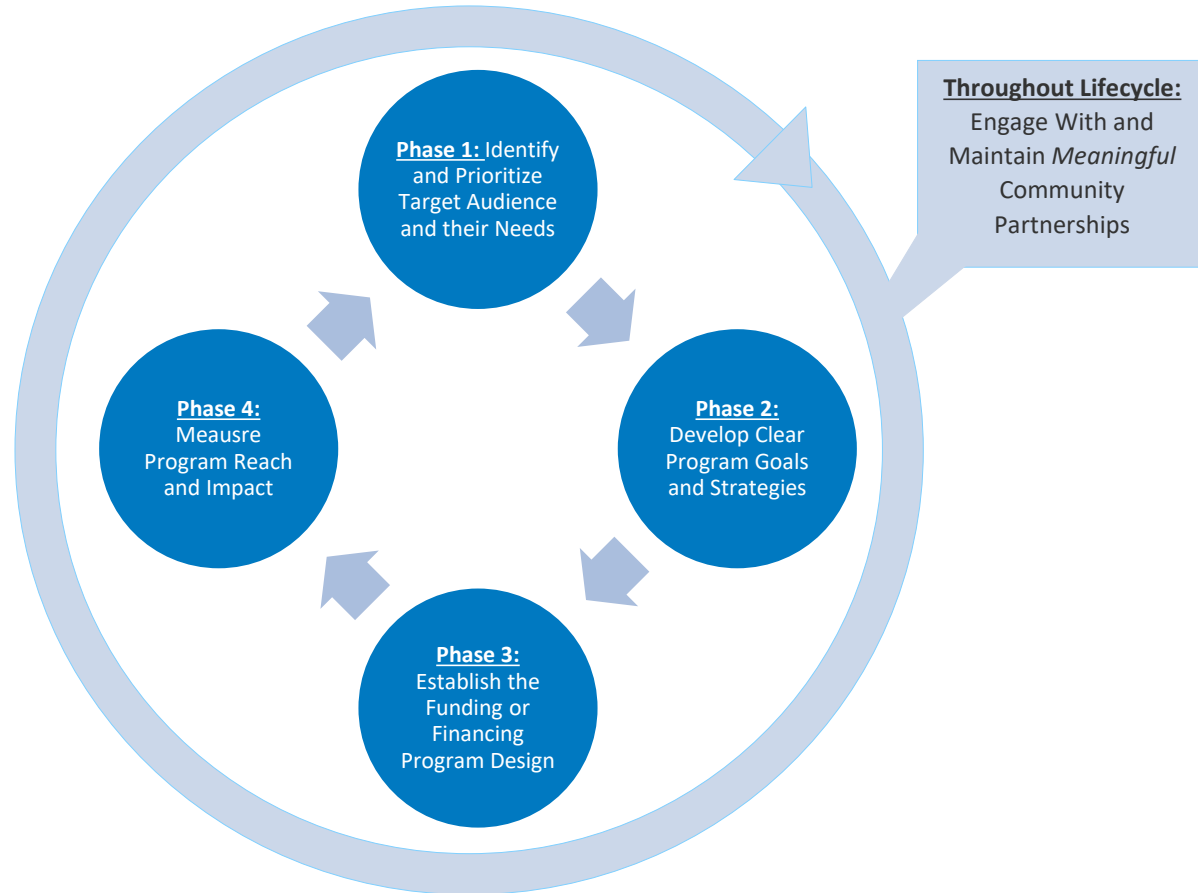 Phase 1: Identify
and Prioritize
Target Audience
and their Needs
Throughout Lifecycle:
Engage With and
Maintain Meaningful
Community
Partnerships
Phase 2:
Develop Clear
Program Goals
and Strategies
Phase 3:
Establish the
Funding or
Financing
Program Design
Phase 4:
Meausre
Program Reach
and Impact